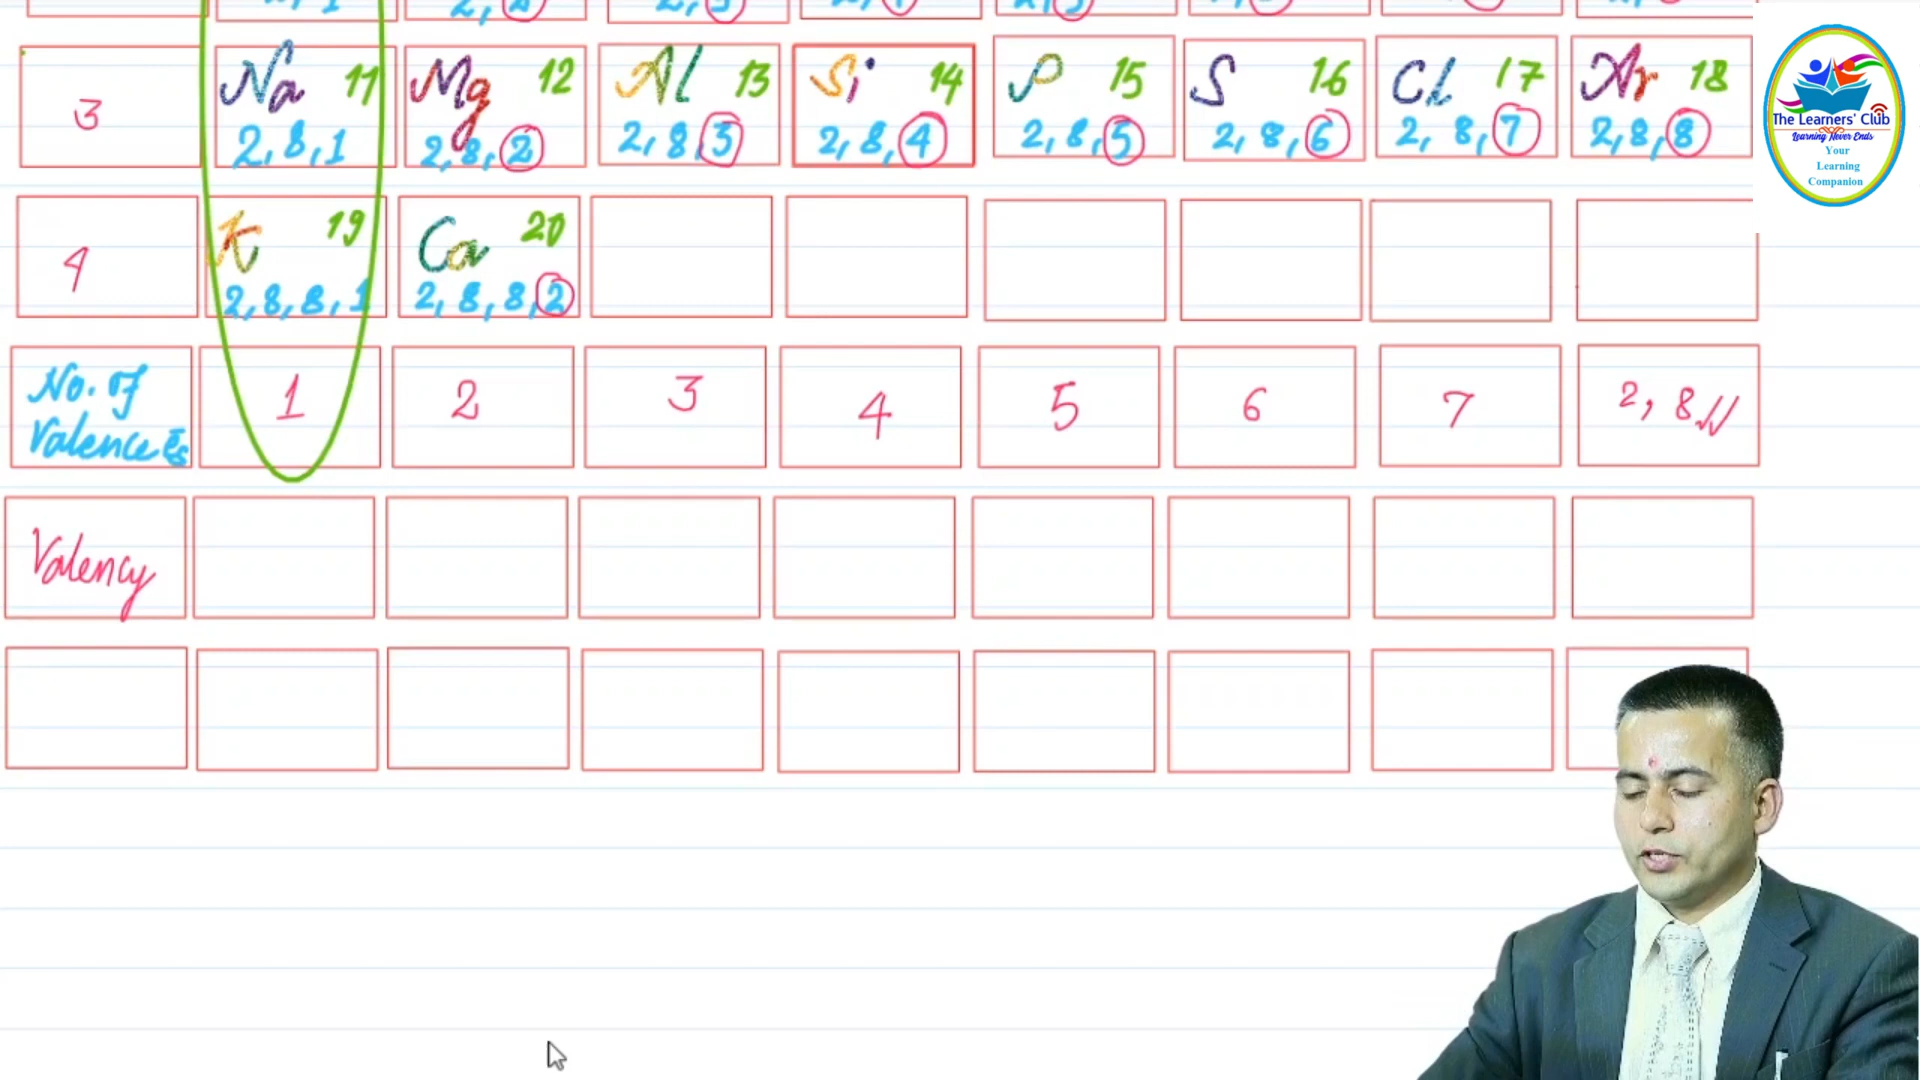 3 Na 11 Mg 12 Al 13 Si 14 P 15 S 16 Cl 17 Ar 18
2,8,1 2,8,2 2,8,3 2,8,4 2,8,5 2,8,6 2,8,7 2,8,8
4 K 19 Ca 20
2,8,8,1 2,8,8,2
No. of
Valence ēs 1 2 3 4 5 6 7 2, 8
Valency
The Learners' Club
Learning Never Ends
Your
Learning
Companion